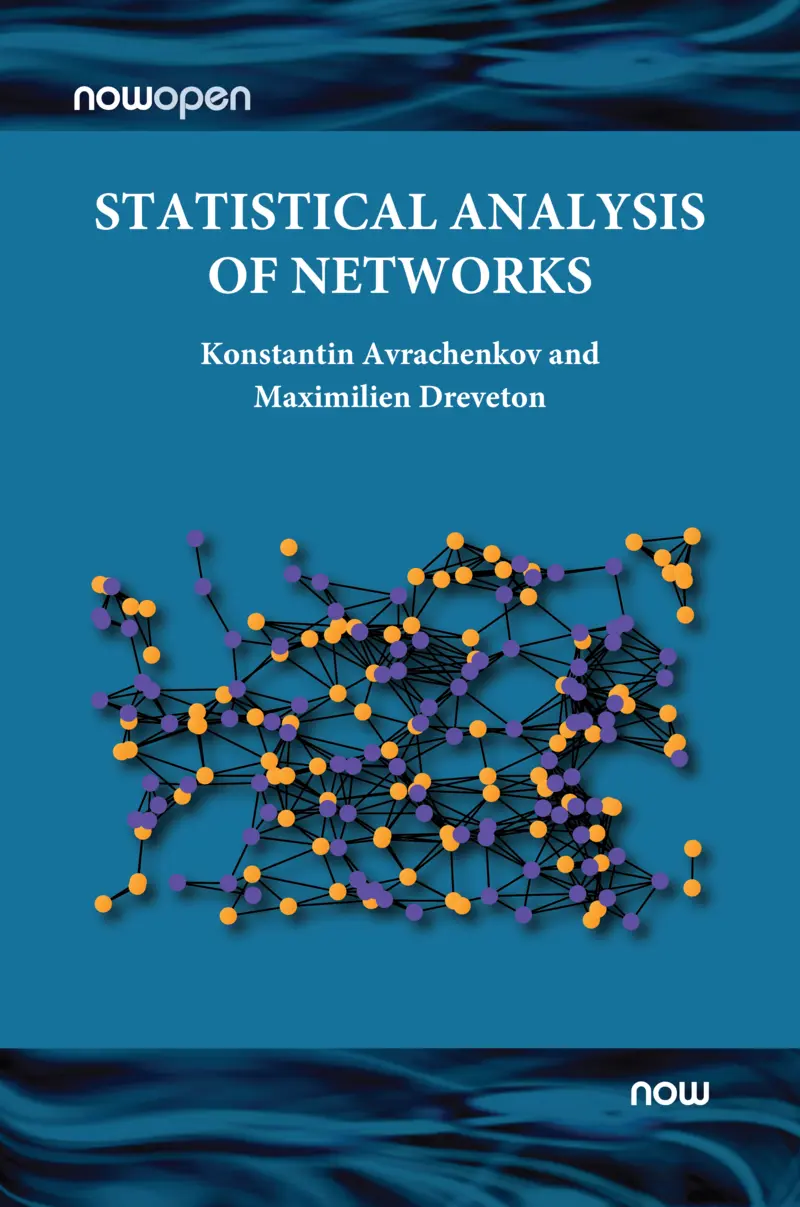 nowopen
STATISTICAL ANALYSIS
OF NETWORKS
Konstantin Avrachenkov and
Maximilien Dreveton
now